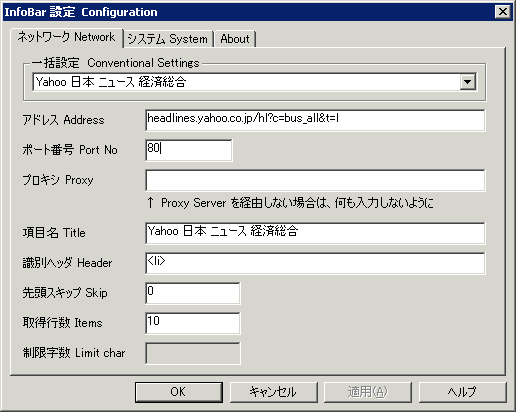 InfoBar 設定 Configuration
ネットワーク Network システム System About
一括設定 Conventional Settings
Yahoo 日本 ニュース 経済総合
アドレス Address headlines.yahoo.co.jp/hl?c=bus_all&t=l
ポート番号 Port No 80
プロキシ Proxy
↑ Proxy Server を経由しない場合は、何も入力しないように
項目名 Title Yahoo 日本 ニュース 経済総合
識別ヘッダ Header <li>
先頭スキップ Skip 0
取得行数 Items 10
制限字数 Limit char
OK キャンセル 適用(A) ヘルプ